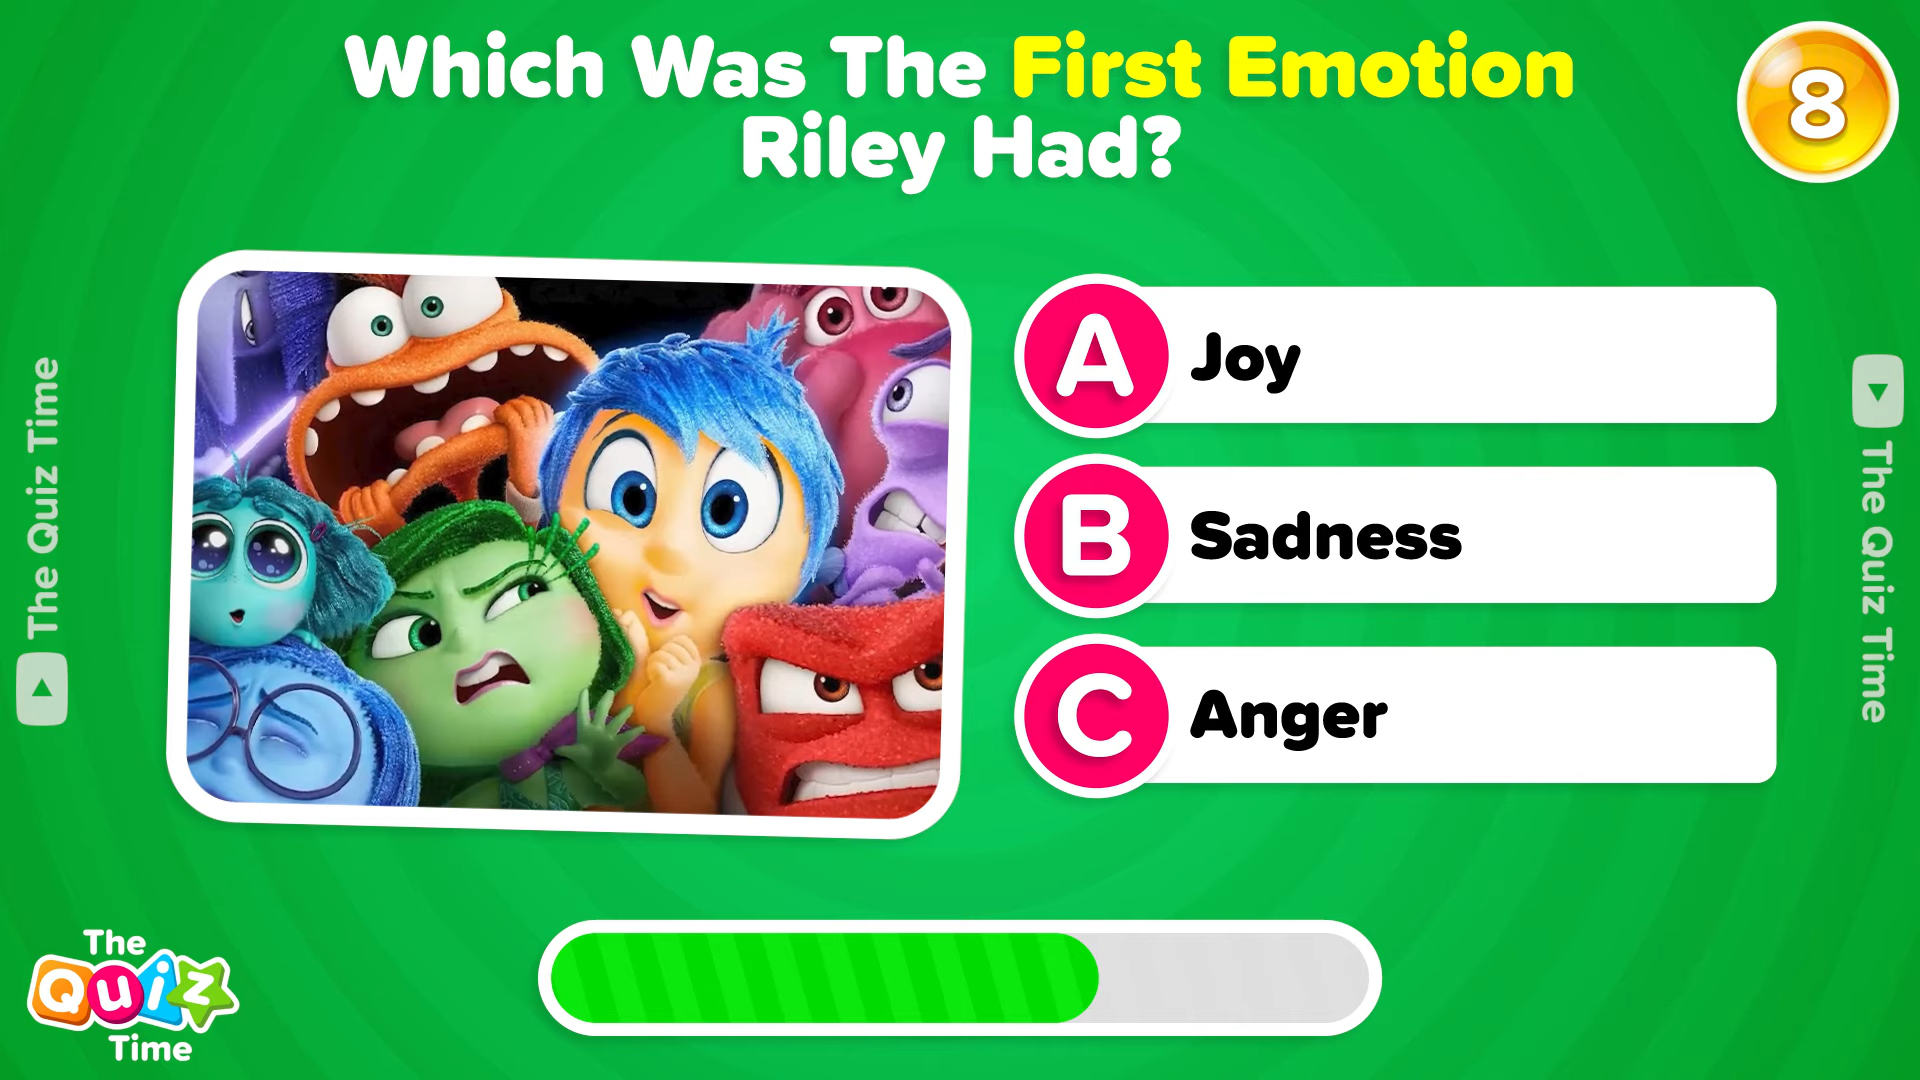 Which Was The First Emotion
Riley Had?
8
A
Joy
B
Sadness
C
Anger
The Quiz Time
The Quiz Time
The
Quiz
Time